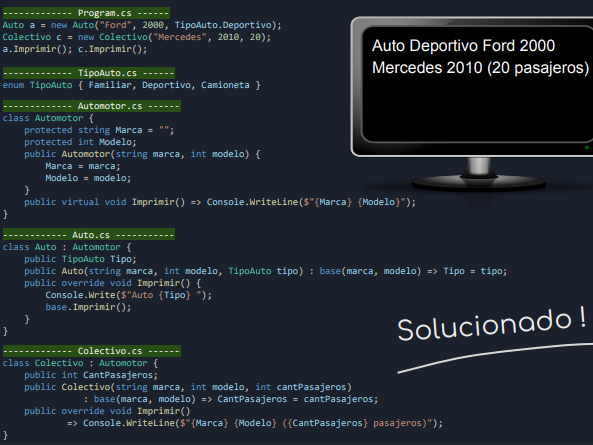 ------------- Program.cs ------
Auto a = new Auto("Ford", 2000, TipoAuto.Deportivo);
Colectivo c = new Colectivo("Mercedes", 2010, 20);
a.Imprimir(); c.Imprimir();
------------- TipoAuto.cs ------
enum TipoAuto { Familiar, Deportivo, Camioneta }
------------- Automotor.cs ------
class Automotor {
    protected string Marca = "";
    protected int Modelo;
    public Automotor(string marca, int modelo) {
        Marca = marca;
        Modelo = modelo;
    }
    public virtual void Imprimir() => Console.WriteLine($"{Marca} {Modelo}");
}
------------ Auto.cs -----------
class Auto : Automotor {
    public TipoAuto Tipo;
    public Auto(string marca, int modelo, TipoAuto tipo) : base(marca, modelo) => Tipo = tipo;
    public override void Imprimir() {
        Console.Write($"Auto {Tipo} ");
        base.Imprimir();
    }
}
------------- Colectivo.cs ------
class Colectivo : Automotor {
    public int CantPasajeros;
    public Colectivo(string marca, int modelo, int cantPasajeros)
              : base(marca, modelo) => CantPasajeros = cantPasajeros;
    public override void Imprimir()
           => Console.WriteLine($"{Marca} {Modelo} ({CantPasajeros} pasajeros)");
}
Auto Deportivo Ford 2000
Mercedes 2010 (20 pasajeros)
Solucionado !